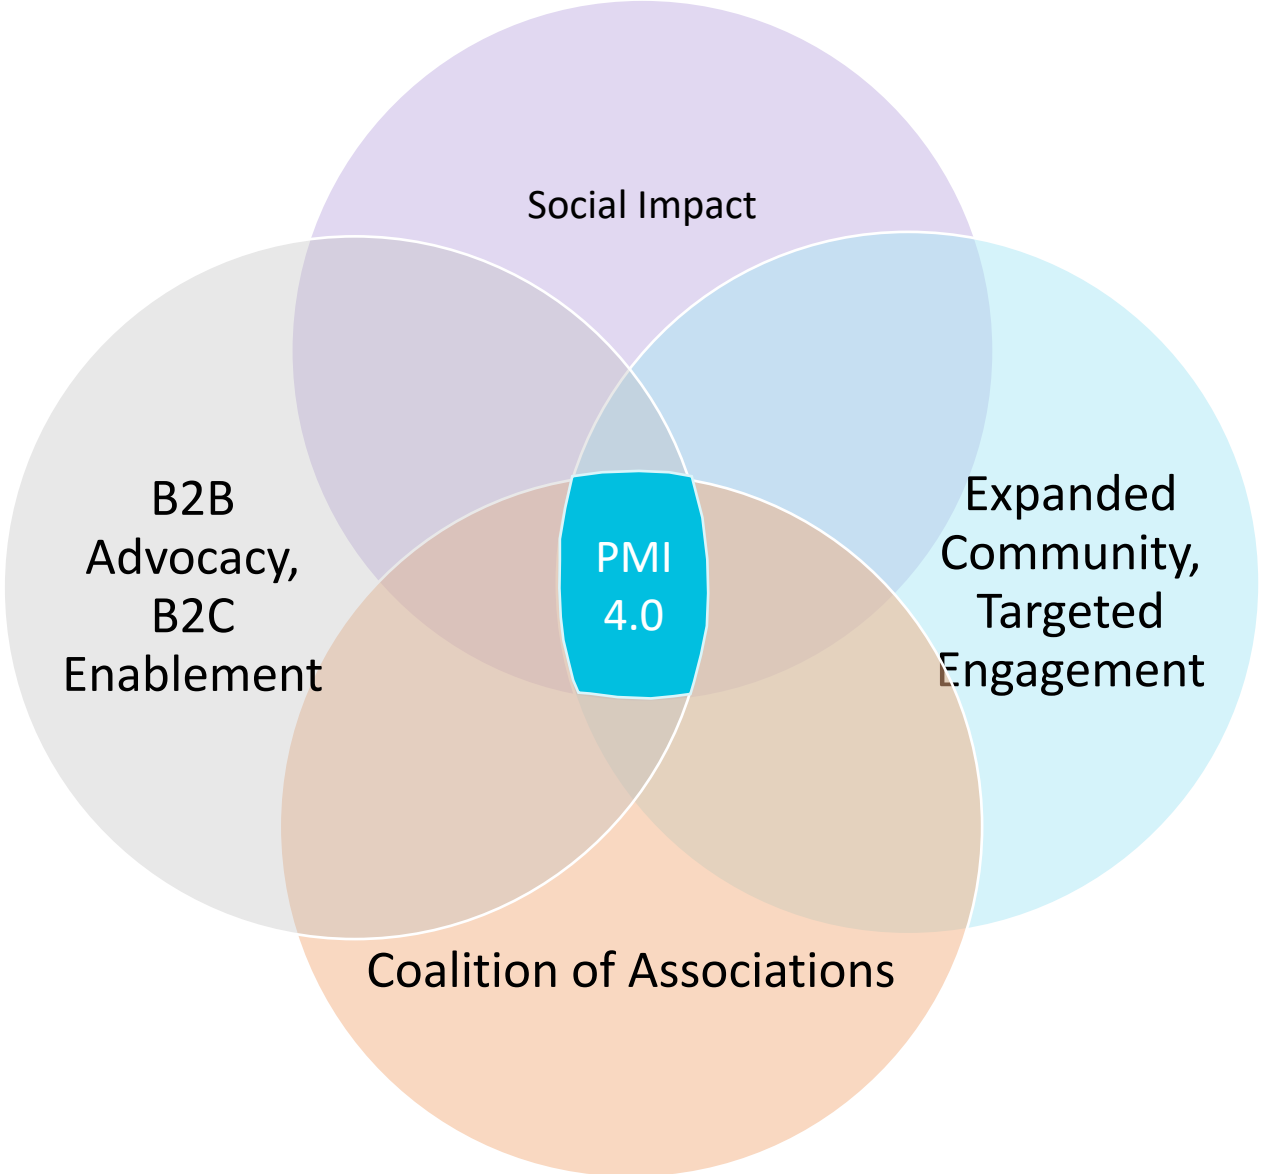 Social Impact
B2B
Advocacy,
B2C
Enablement
PMI
4.0
Expanded
Community,
Targeted
Engagement
Coalition of Associations